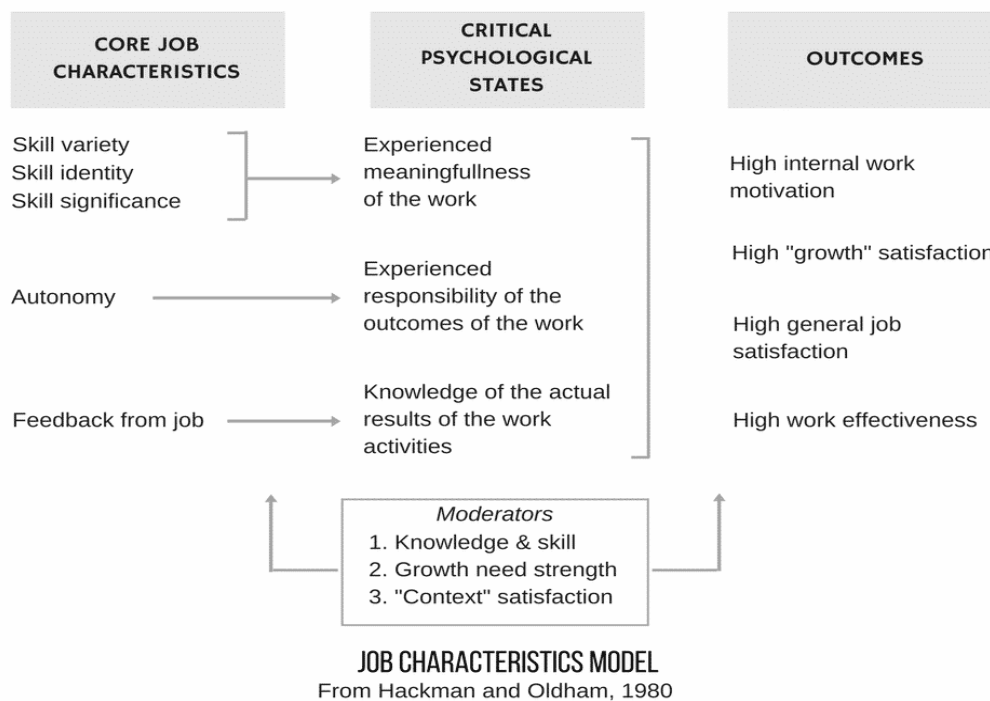 CORE JOB
CHARACTERISTICS
Skill variety
Skill identity
Skill significance
Autonomy
Feedback from job
CRITICAL
PSYCHOLOGICAL
STATES
Experienced
meaningfullness
of the work
Experienced
responsibility of the
outcomes of the work
Knowledge of the actual
results of the work
activities
OUTCOMES
High internal work
motivation
High "growth" satisfaction
High general job
satisfaction
High work effectiveness
Moderators
1. Knowledge & skill
2. Growth need strength
3. "Context" satisfaction
JOB CHARACTERISTICS MODEL
From Hackman and Oldham, 1980